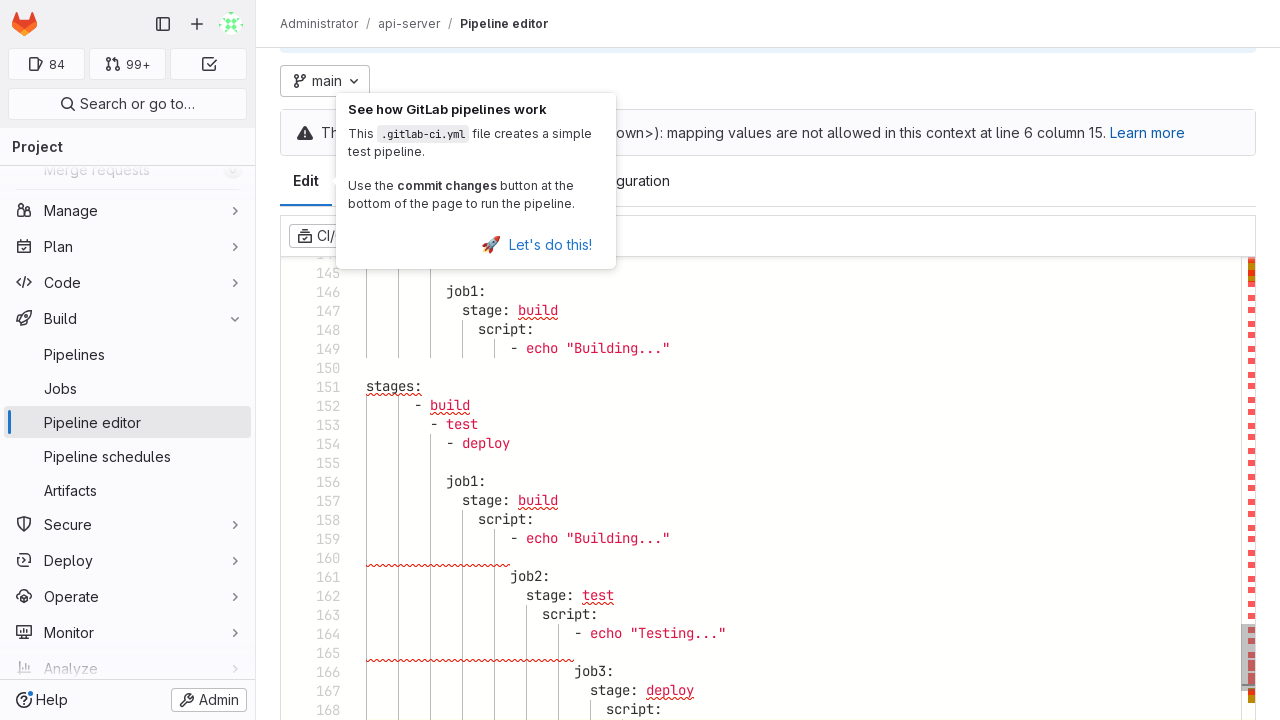 84
99+
Search or go to…
Project
Merge requests
Manage
Plan
Code
Build
Pipelines
Jobs
Pipeline editor
Pipeline schedules
Artifacts
Secure
Deploy
Operate
Monitor
Analyze
Help
Admin
Administrator / api-server / Pipeline editor
main
own>): mapping values are not allowed in this context at line 6 column 15. Learn more
Edit
guration
CI/
See how GitLab pipelines work
This .gitlab-ci.yml file creates a simple
test pipeline.
Use the commit changes button at the
bottom of the page to run the pipeline.
🚀 Let's do this!
145
146 job1:
147 stage: build
148 script:
149 - echo "Building..."
150
151 stages:
152 - build
153 - test
154 - deploy
155
156 job1:
157 stage: build
158 script:
159 - echo "Building..."
160
161 job2:
162 stage: test
163 script:
164 - echo "Testing..."
165
166 job3:
167 stage: deploy
168 script: